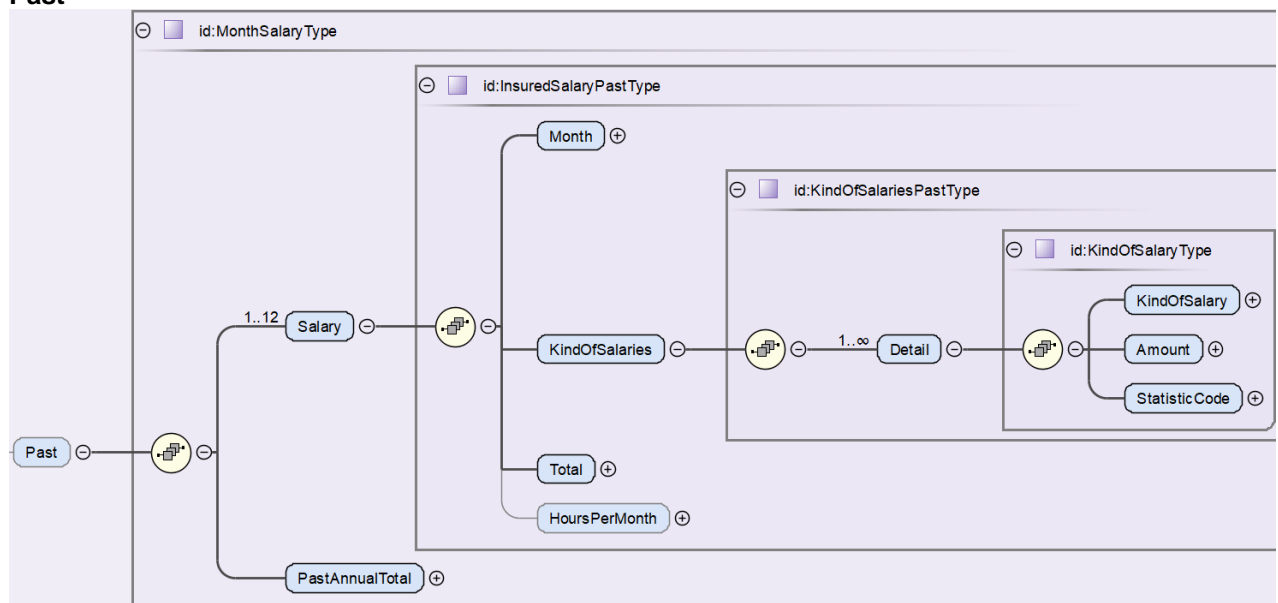 Past
id:MonthSalaryType
id:InsuredSalaryPastType
Month
id:KindOfSalariesPastType
id:KindOfSalaryType
KindOfSalary
1..12
Salary
KindOfSalaries
1..∞
Detail
Amount
StatisticCode
Past
Total
HoursPerMonth
PastAnnualTotal